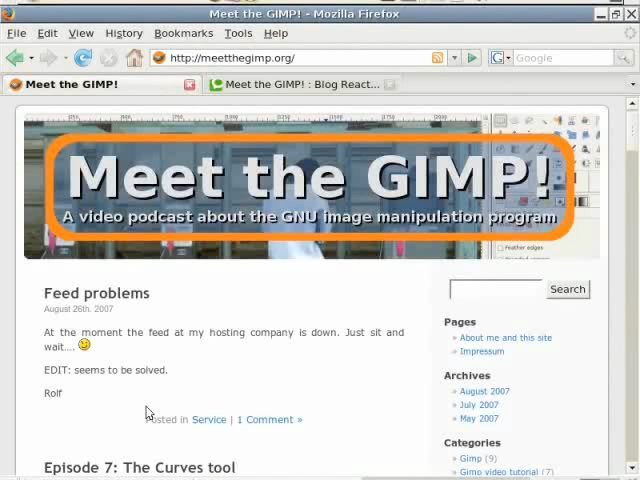 Meet the GIMP! - Mozilla Firefox
File Edit View History Bookmarks Tools Help
http://meetthegimp.org/
Google
Meet the GIMP!
Meet the GIMP! : Blog React...
Meet the GIMP!
A video podcast about the GNU image manipulation program
Feather edges
Feed problems
August 26th, 2007
At the moment the feed at my hosting company is down. Just sit and
wait....
EDIT: seems to be solved.
Rolf
Posted in Service | 1 Comment »
Episode 7: The Curves tool
Search
Pages
» About me and this site
» Impressum
Archives
» August 2007
» July 2007
» May 2007
Categories
» Gimp (9)
» Gimp video tutorial (7)